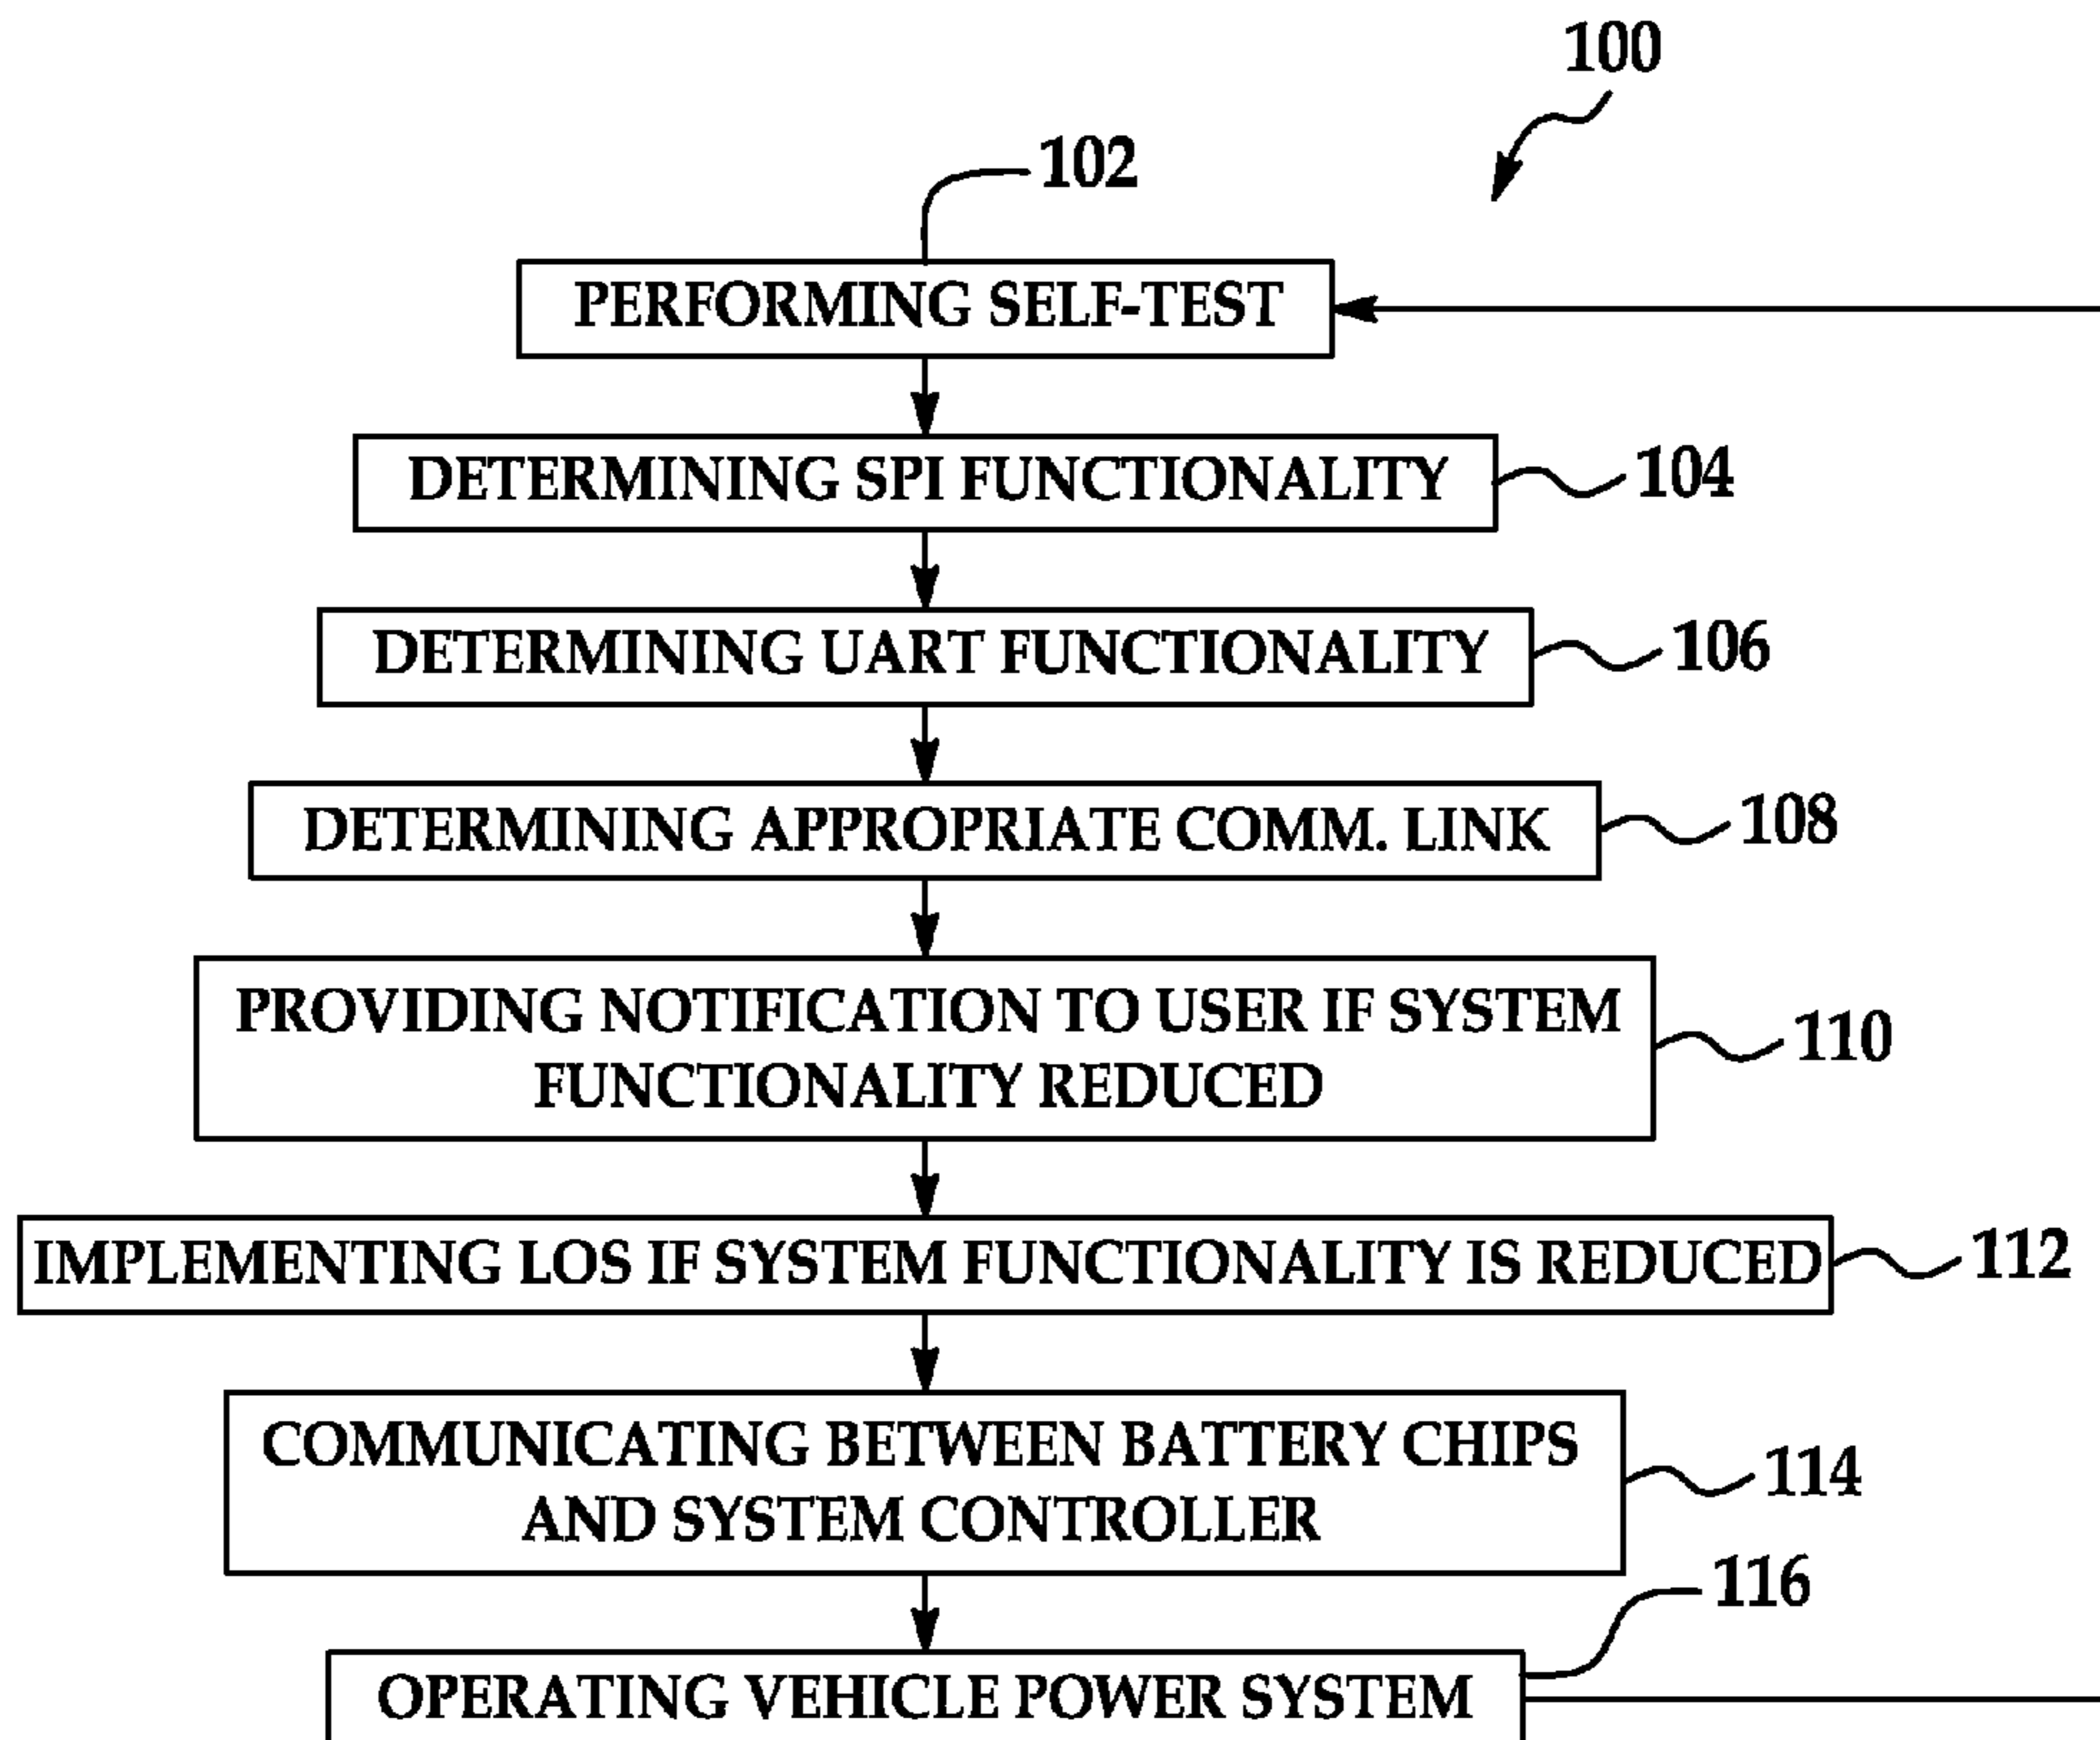 100
102
PERFORMING SELF-TEST
DETERMINING SPI FUNCTIONALITY
104
DETERMINING UART FUNCTIONALITY
106
DETERMINING APPROPRIATE COMM. LINK
108
PROVIDING NOTIFICATION TO USER IF SYSTEM
FUNCTIONALITY REDUCED
110
IMPLEMENTING LOS IF SYSTEM FUNCTIONALITY IS REDUCED
112
COMMUNICATING BETWEEN BATTERY CHIPS
AND SYSTEM CONTROLLER
114
116
OPERATING VEHICLE POWER SYSTEM